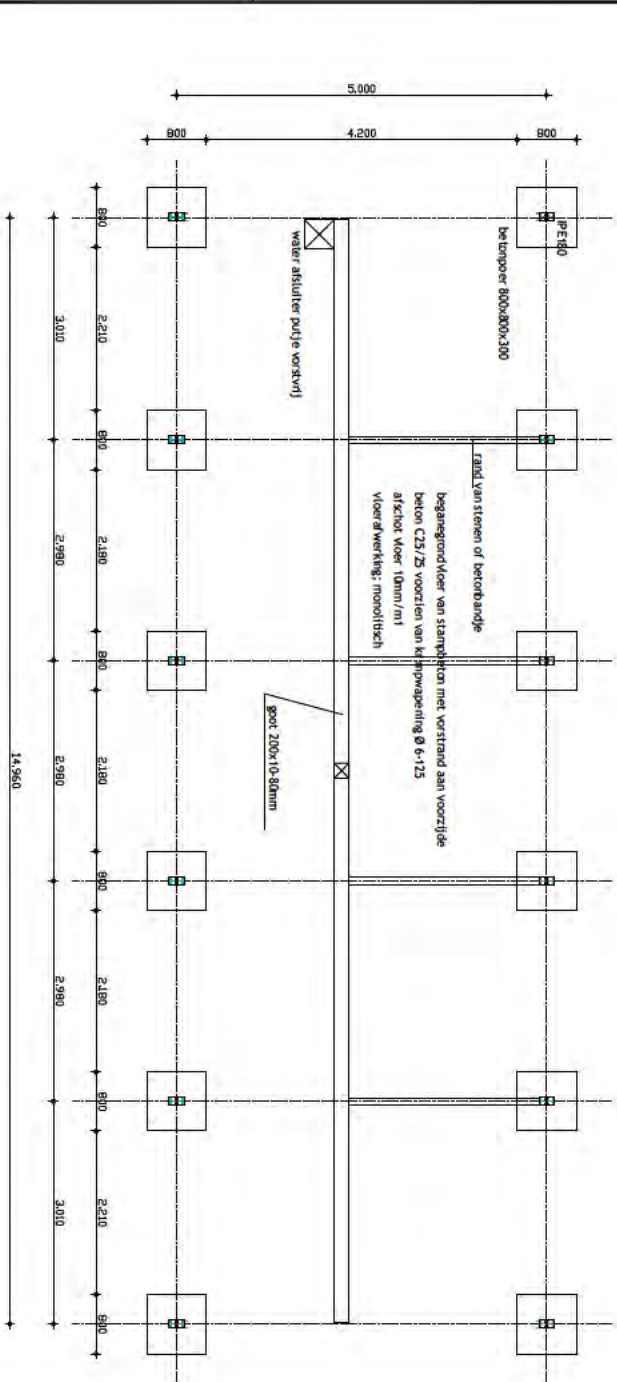 5.000
800
4.200
800
IPE180
betonpoer 800x800x300
water afsluiter putje vorstvrij
rand van stenen of betonbandje
beganegrondvloer van stampbeton met vorstrand aan voorzijde
beton C25/25 voorzien van krimpwapening Ø 6-125
afschot vloer 10mm/m1
vloerafwerking; monolitisch
goot 200x10-80mm
800
2.210
800
2.180
800
2.180
800
2.180
800
2.210
800
3.010
2.980
2.980
2.980
3.010
14.960